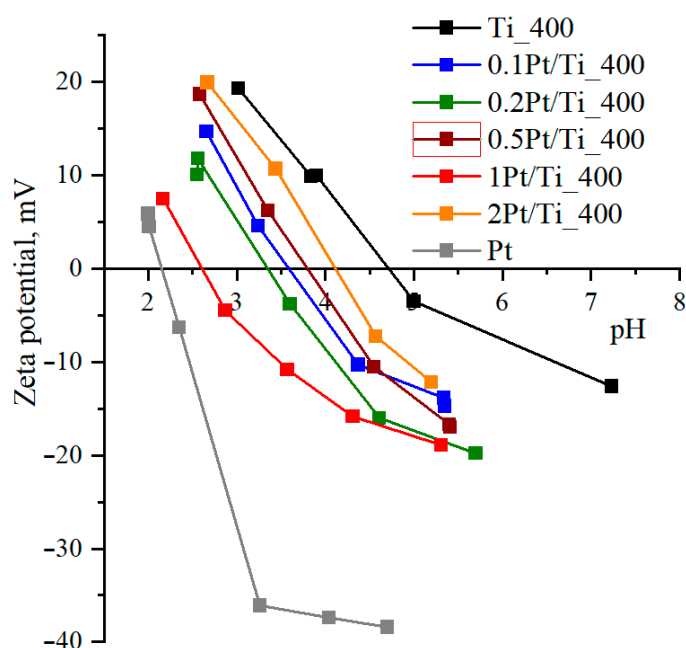 Ti_400
0.1Pt/Ti_400
0.2Pt/Ti_400
0.5Pt/Ti_400
1Pt/Ti_400
2Pt/Ti_400
Pt
Zeta potential, mV
20
10
0
−10
−20
−30
−40
2
3
4
5
6
7
8
pH